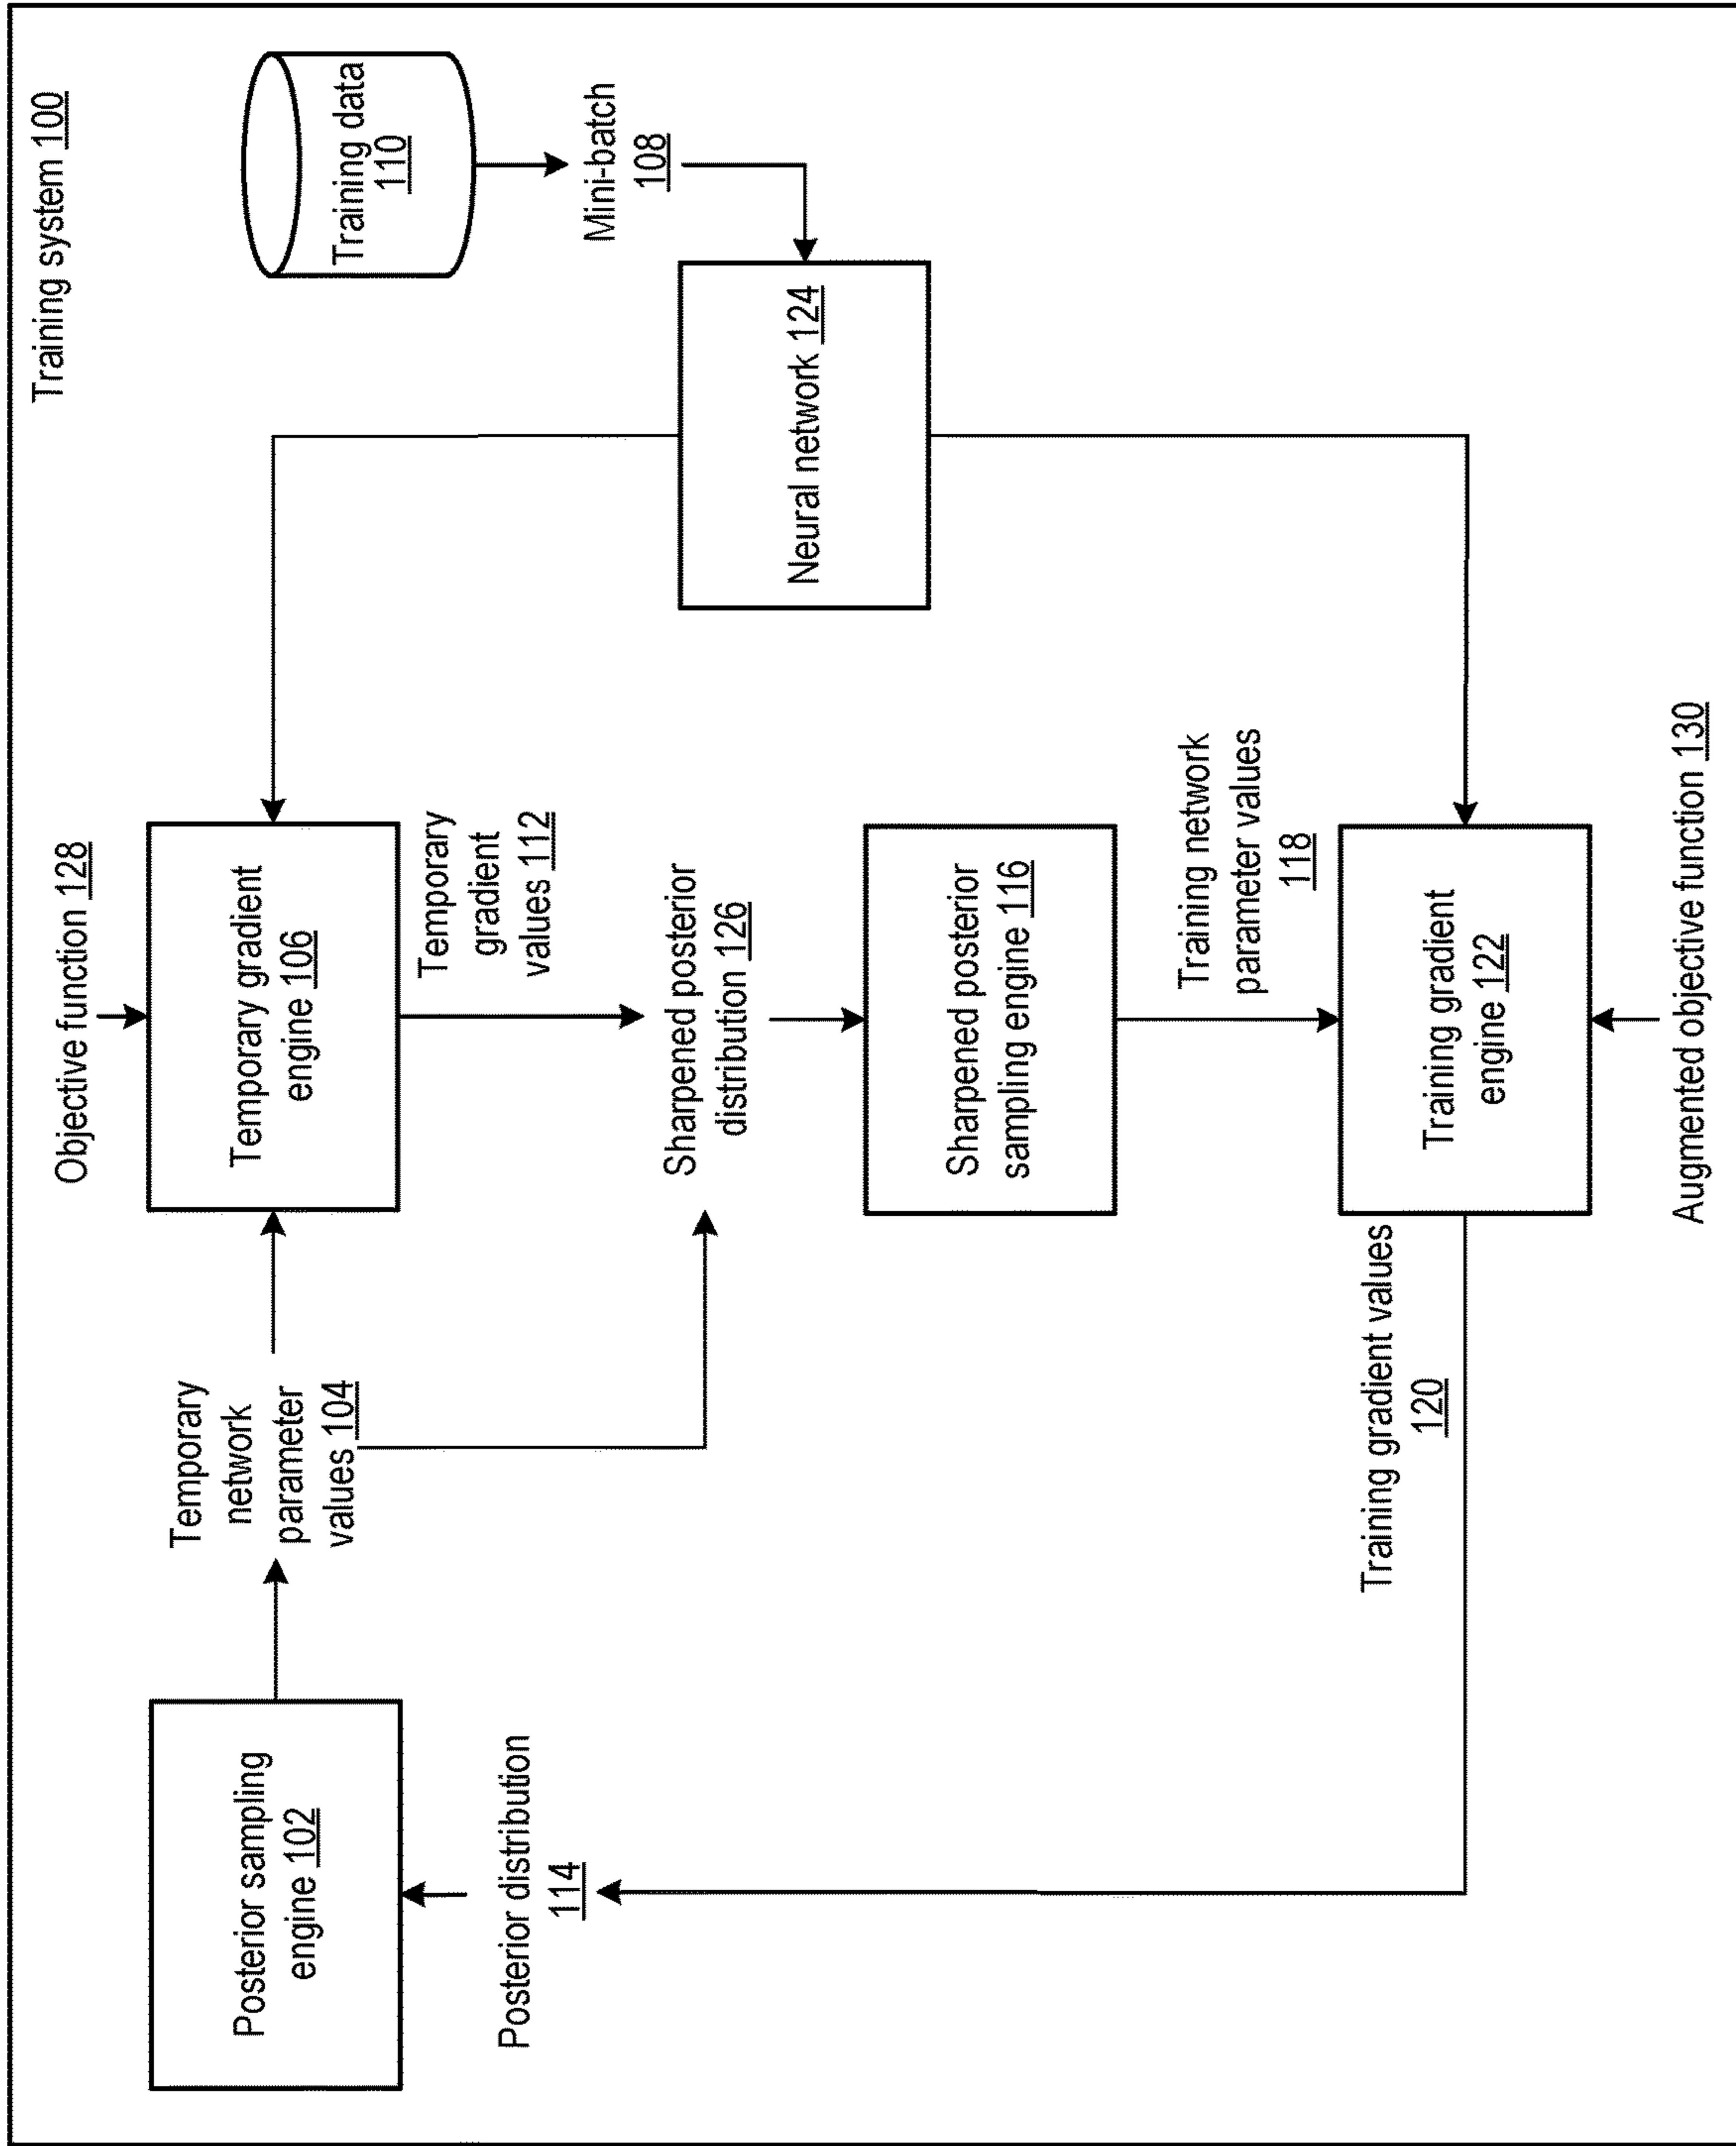 Training system 100
Objective function 128
Posterior sampling
engine 102
Temporary
network
parameter
values 104
Temporary gradient
engine 106
Training data
110
Mini-batch
108
Temporary
gradient
values 112
Posterior distribution
114
Sharpened posterior
distribution 126
Neural network 124
Sharpened posterior
sampling engine 116
Training network
parameter values
118
Training gradient values
120
Training gradient
engine 122
Augmented objective function 130